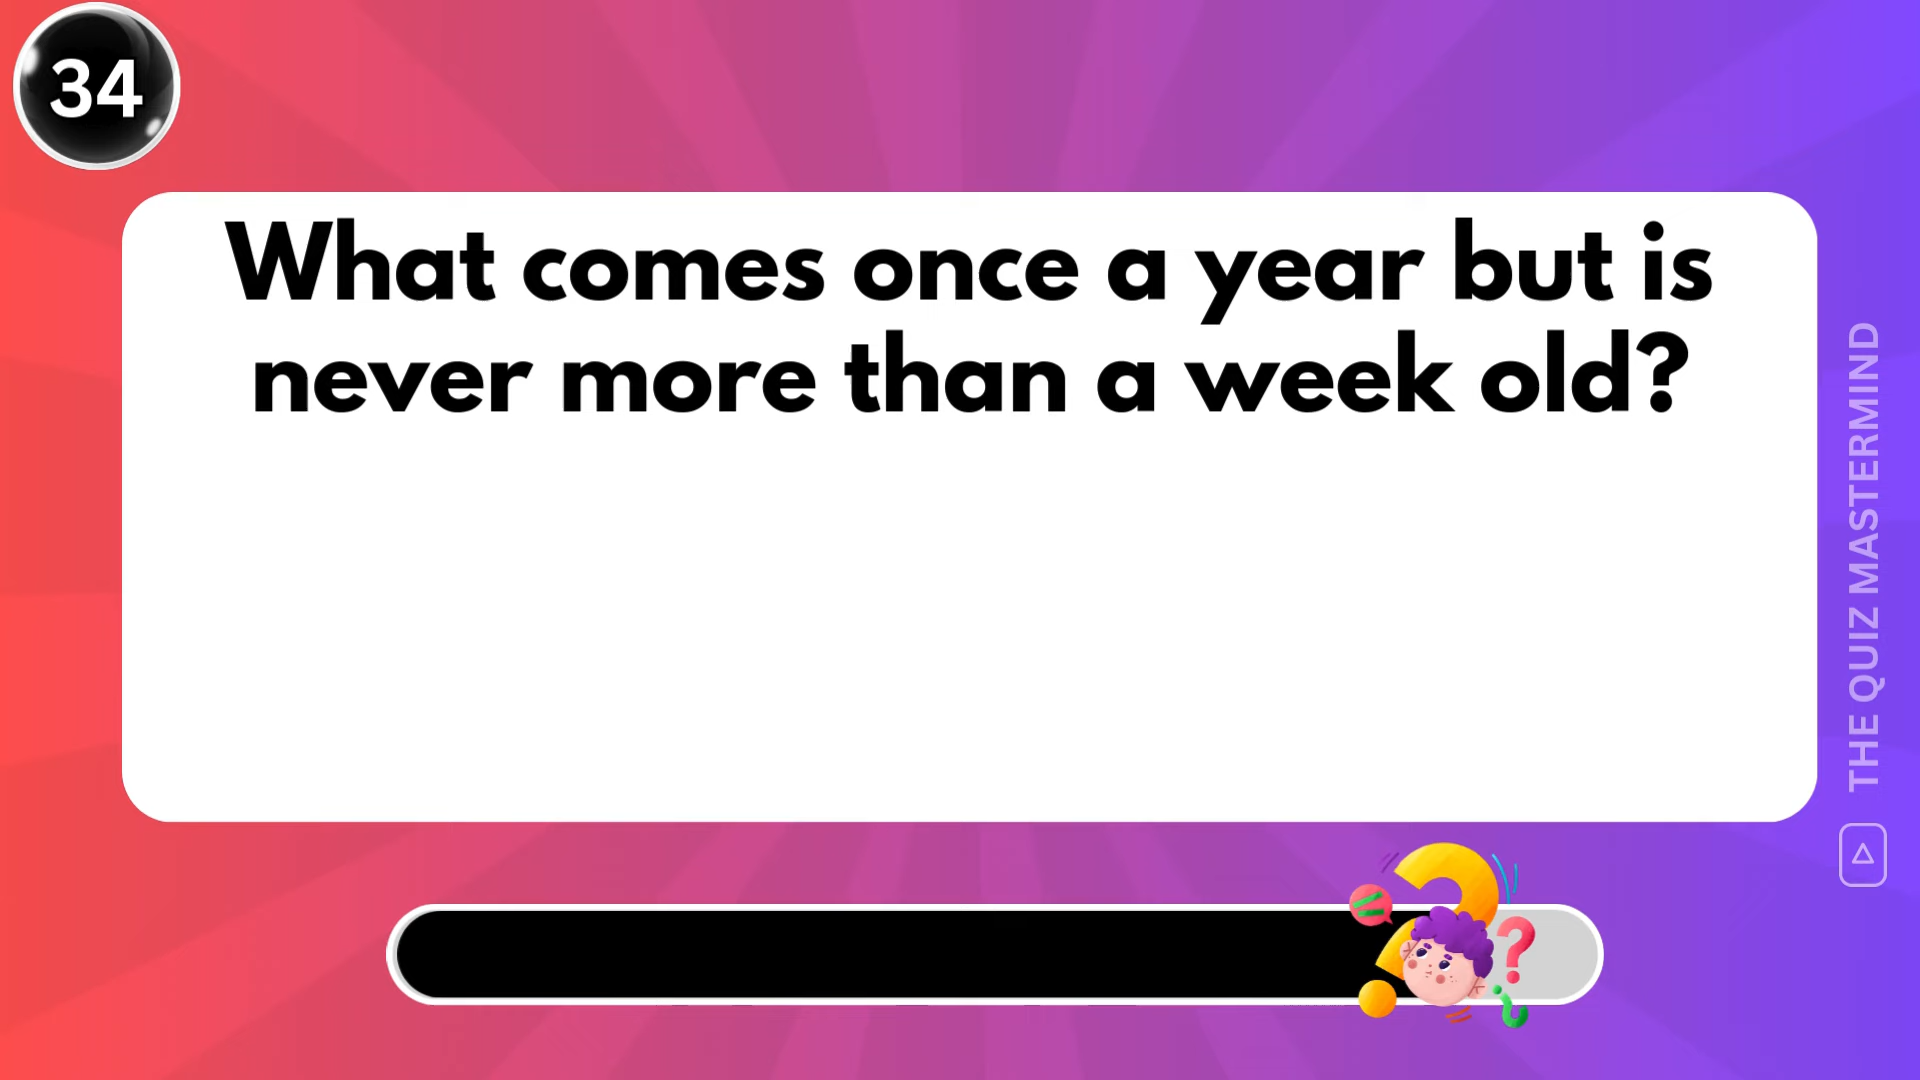 34
What comes once a year but is
never more than a week old?
THE QUIZ MASTERMIND